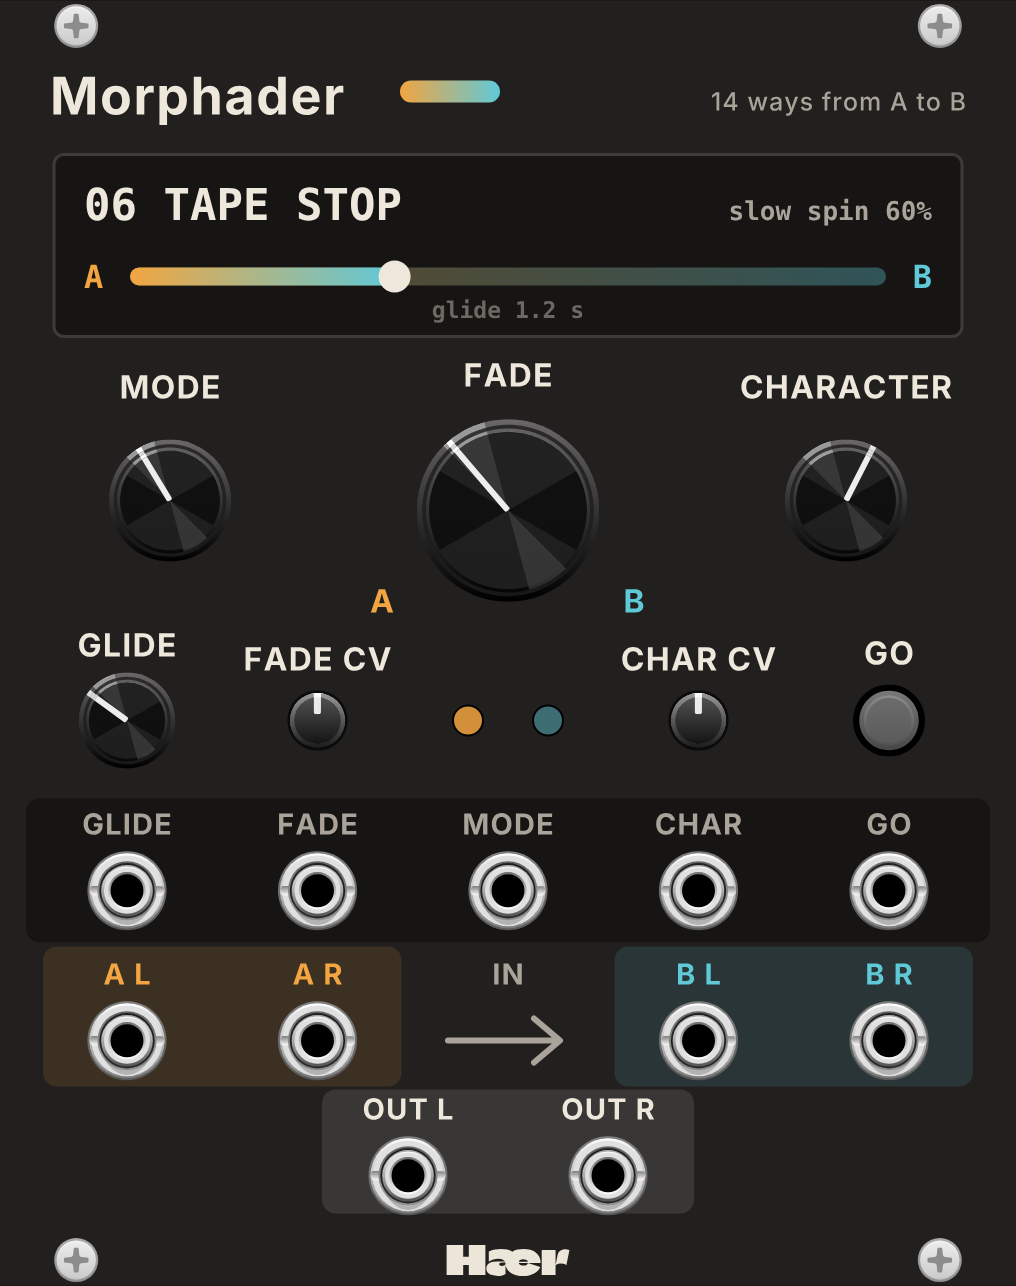 Morphader
14 ways from A to B
06 TAPE STOP
slow spin 60%
A
B
glide 1.2 s
MODE
FADE
CHARACTER
A
B
GLIDE
FADE CV
CHAR CV
GO
GLIDE
FADE
MODE
CHAR
GO
A L
A R
IN
B L
B R
OUT L
OUT R
Haer